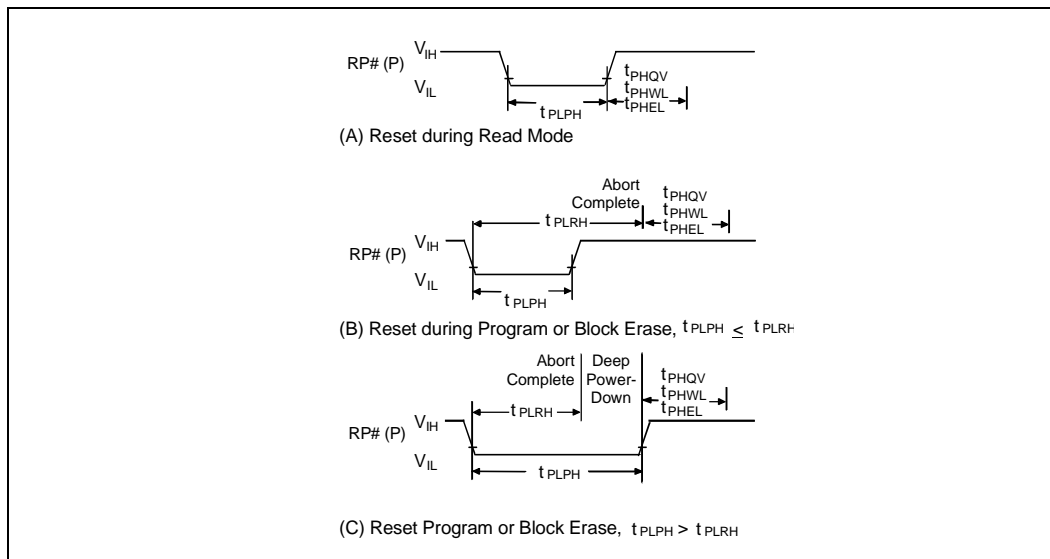 VIH
RP# (P)
VIL
tPHQV
tPHWL
tPHEL
tPLPH
(A) Reset during Read Mode
Abort
Complete
tPHQV
tPHWL
tPHEL
tPLRH
VIH
RP# (P)
VIL
tPLPH
(B) Reset during Program or Block Erase, tPLPH ≤ tPLRH
Abort
Complete
Deep
Power-
Down
tPHQV
tPHWL
tPHEL
tPLRH
VIH
RP# (P)
VIL
tPLPH
(C) Reset Program or Block Erase, tPLPH > tPLRH